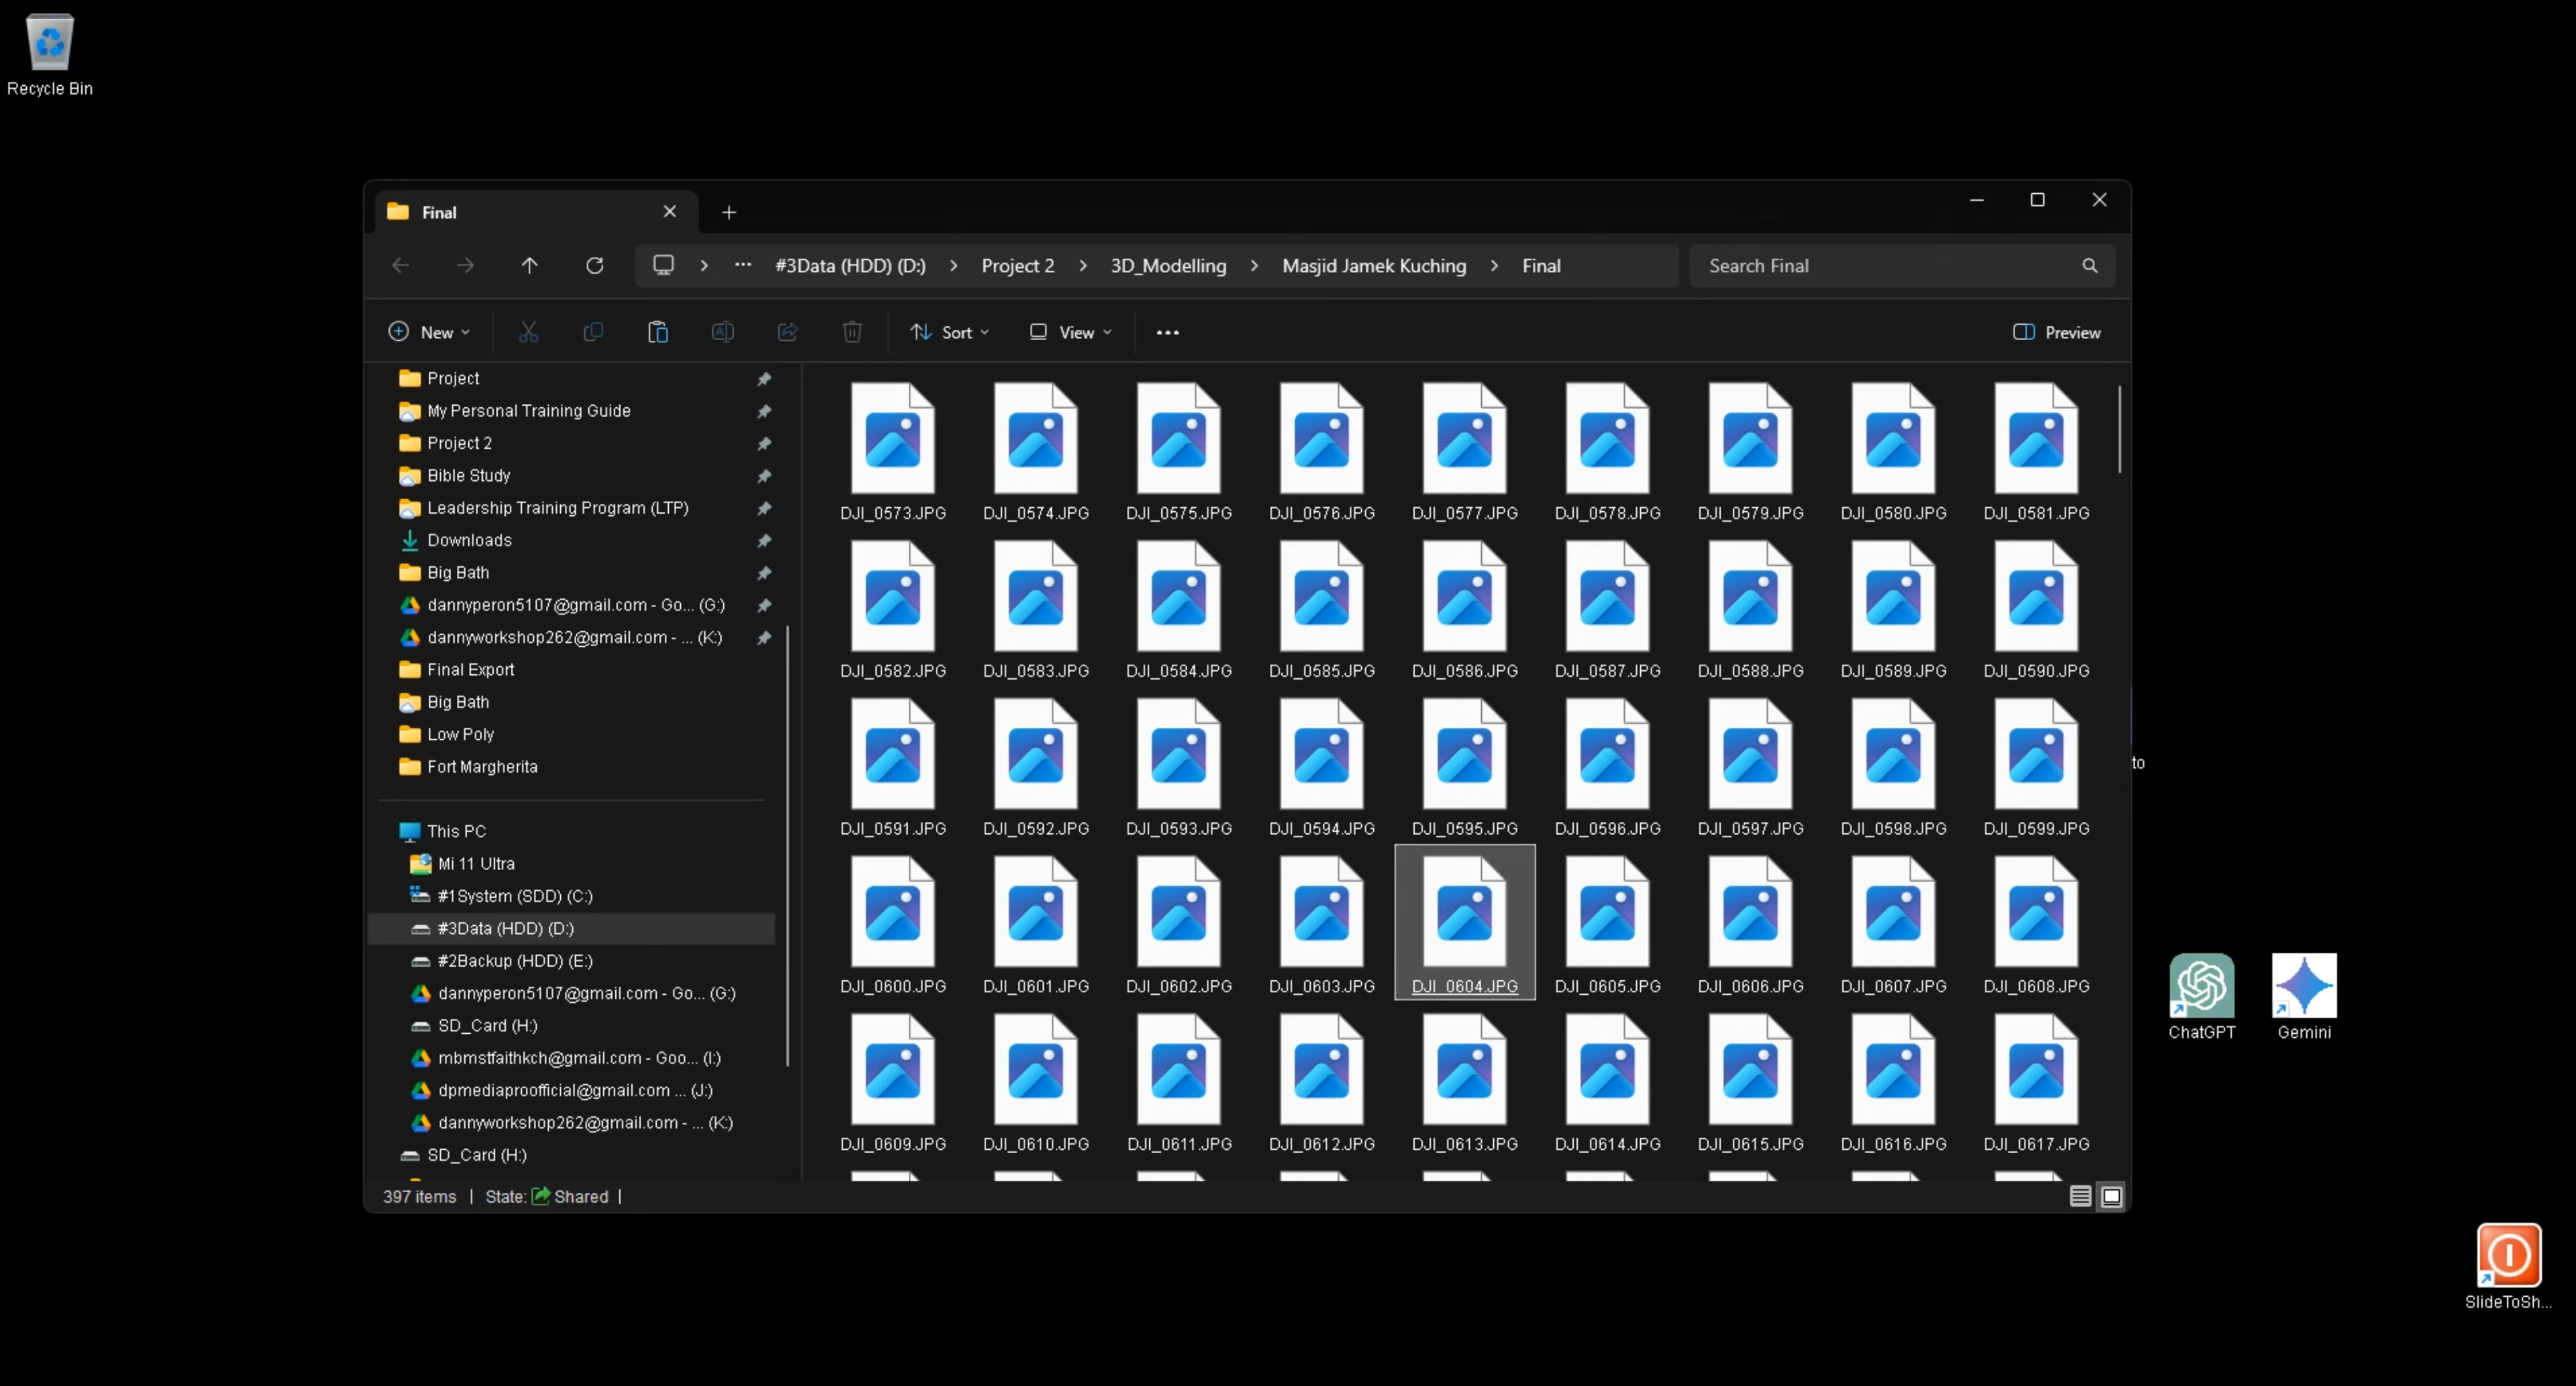 Recycle Bin
Final
#3Data (HDD) (D:) > Project 2 > 3D_Modelling > Masjid Jamek Kuching > Final
Search Final
New
Sort
View
Preview
Project
My Personal Training Guide
Project 2
Bible Study
Leadership Training Program (LTP)
Downloads
Big Bath
dannyperon5107@gmail.com - Go... (G:)
dannyworkshop262@gmail.com - ... (K:)
Final Export
Big Bath
Low Poly
Fort Margherita
This PC
Mi 11 Ultra
#1System (SDD) (C:)
#3Data (HDD) (D:)
#2Backup (HDD) (E:)
dannyperon5107@gmail.com - Go... (G:)
SD_Card (H:)
mbmstfaithkch@gmail.com - Goo... (I:)
dpmediaproofficial@gmail.com ... (J:)
dannyworkshop262@gmail.com - ... (K:)
SD_Card (H:)
DJI_0573.JPG DJI_0574.JPG DJI_0575.JPG DJI_0576.JPG DJI_0577.JPG DJI_0578.JPG DJI_0579.JPG DJI_0580.JPG DJI_0581.JPG
DJI_0582.JPG DJI_0583.JPG DJI_0584.JPG DJI_0585.JPG DJI_0586.JPG DJI_0587.JPG DJI_0588.JPG DJI_0589.JPG DJI_0590.JPG
DJI_0591.JPG DJI_0592.JPG DJI_0593.JPG DJI_0594.JPG DJI_0595.JPG DJI_0596.JPG DJI_0597.JPG DJI_0598.JPG DJI_0599.JPG
DJI_0600.JPG DJI_0601.JPG DJI_0602.JPG DJI_0603.JPG DJI_0604.JPG DJI_0605.JPG DJI_0606.JPG DJI_0607.JPG DJI_0608.JPG
DJI_0609.JPG DJI_0610.JPG DJI_0611.JPG DJI_0612.JPG DJI_0613.JPG DJI_0614.JPG DJI_0615.JPG DJI_0616.JPG DJI_0617.JPG
397 items | State: Shared |
to
ChatGPT
Gemini
SlideToSh...